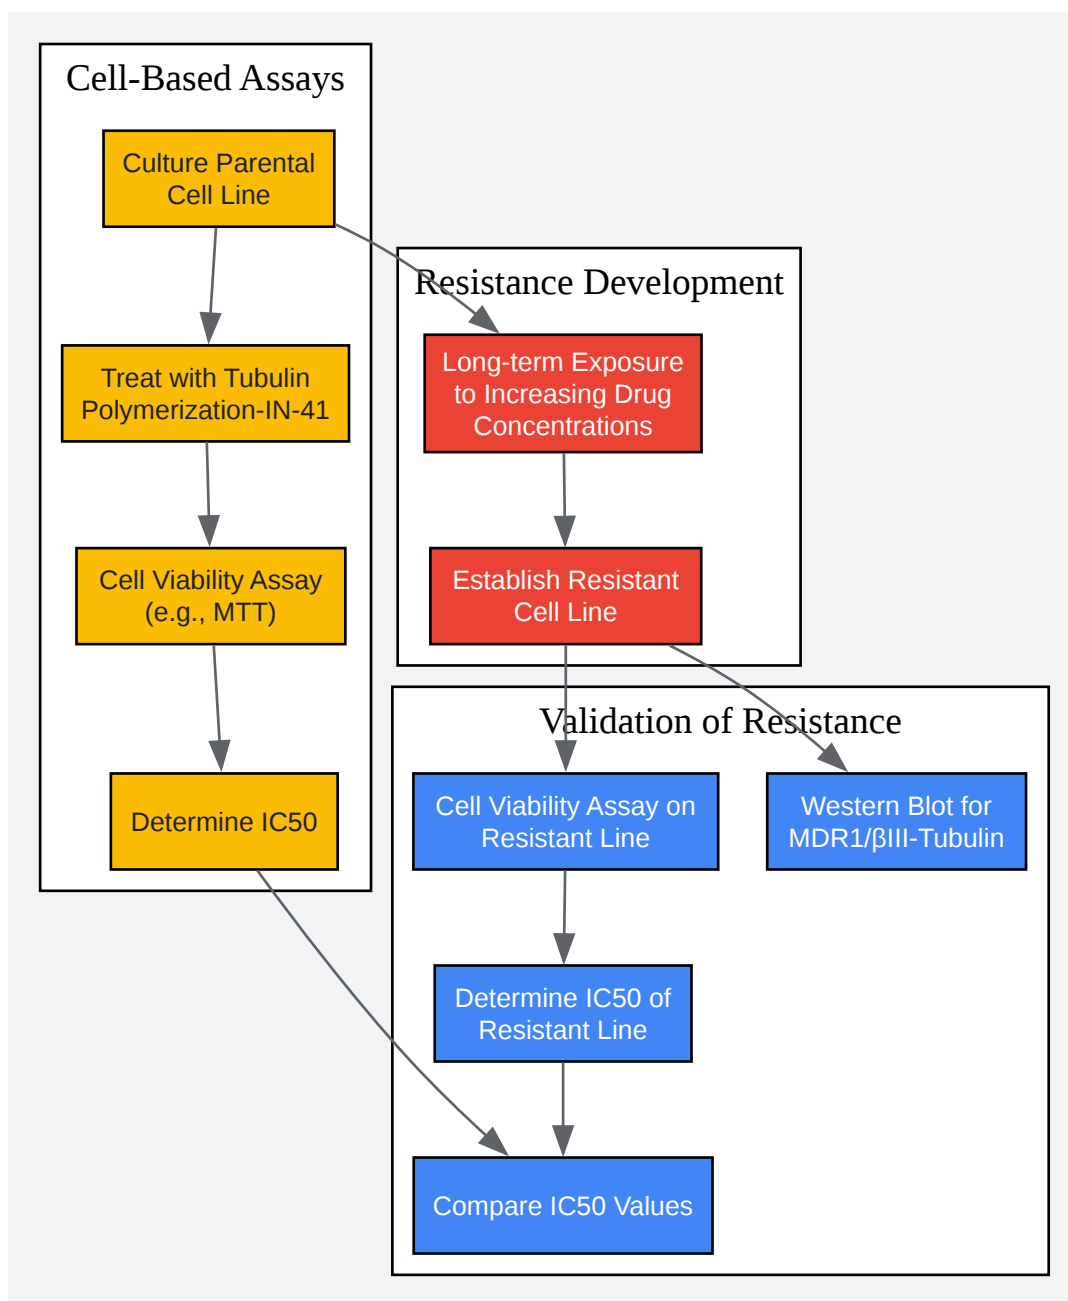 Cell-Based Assays
Culture Parental
Cell Line
Treat with Tubulin
Polymerization-IN-41
Cell Viability Assay
(e.g., MTT)
Determine IC50
Resistance Development
Long-term Exposure
to Increasing Drug
Concentrations
Establish Resistant
Cell Line
Validation of Resistance
Cell Viability Assay on
Resistant Line
Western Blot for
MDR1/βIII-Tubulin
Determine IC50 of
Resistant Line
Compare IC50 Values